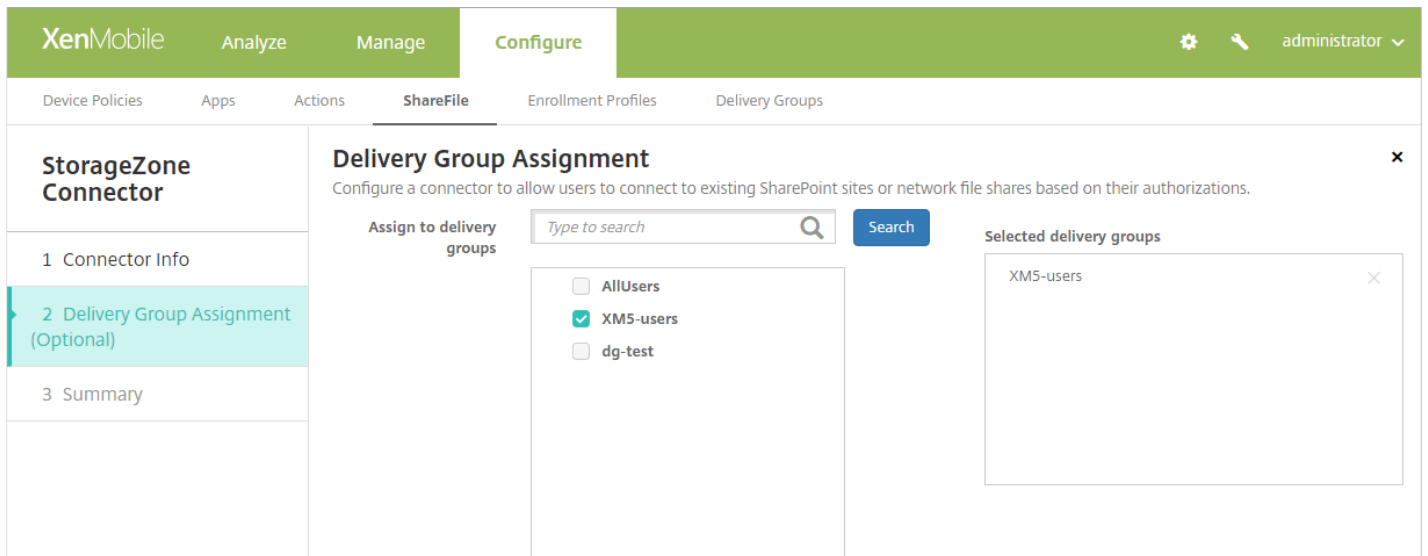 XenMobile Analyze Manage Configure administrator
Device Policies Apps Actions ShareFile Enrollment Profiles Delivery Groups
StorageZone
Connector
1 Connector Info
2 Delivery Group Assignment
(Optional)
3 Summary
Delivery Group Assignment
Configure a connector to allow users to connect to existing SharePoint sites or network file shares based on their authorizations.
Assign to delivery
groups
Type to search
Search
AllUsers
XM5-users
dg-test
Selected delivery groups
XM5-users